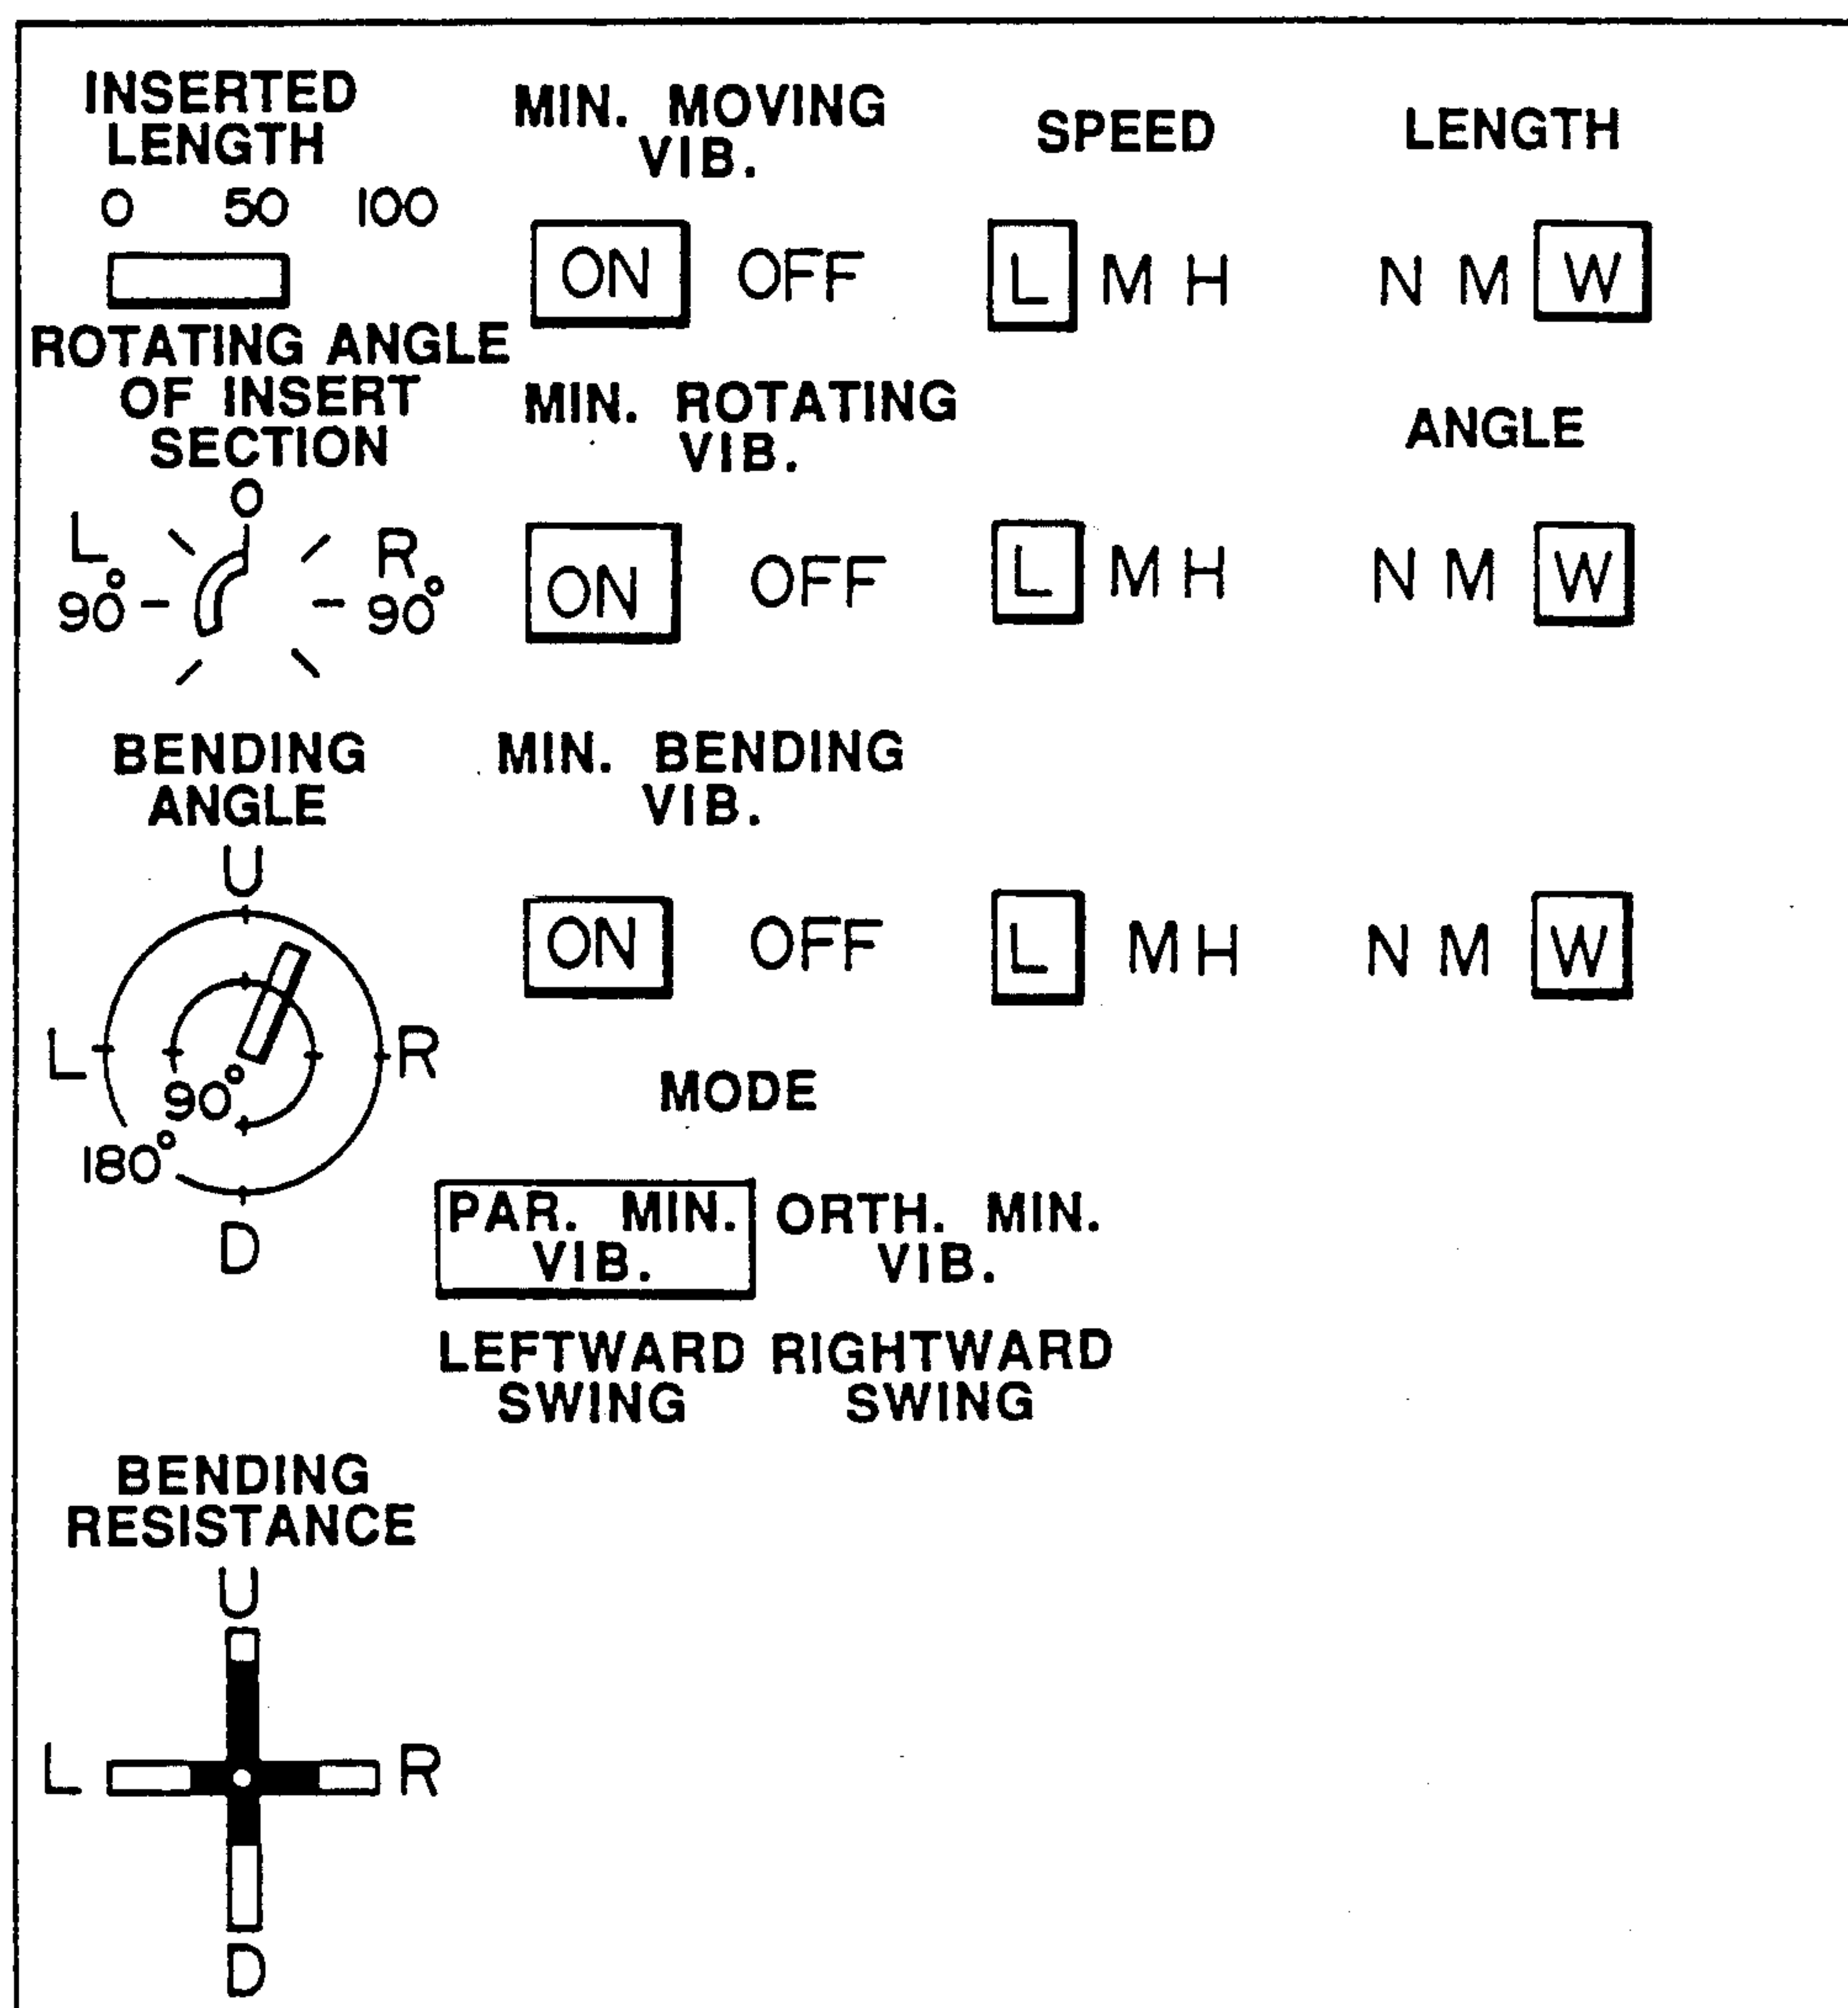 INSERTED
LENGTH
0 50 100
MIN. MOVING
VIB.
SPEED
LENGTH
ON OFF
L M H
N M W
ROTATING ANGLE
OF INSERT
SECTION
O
L
90°
R
90°
MIN. ROTATING
VIB.
ANGLE
ON OFF
L M H
N M W
BENDING
ANGLE
U
L
R
90°
180°
D
MIN. BENDING
VIB.
ON OFF
L M H
N M W
MODE
PAR. MIN.
VIB.
ORTH. MIN.
VIB.
LEFTWARD
SWING
RIGHTWARD
SWING
BENDING
RESISTANCE
U
L
R
D